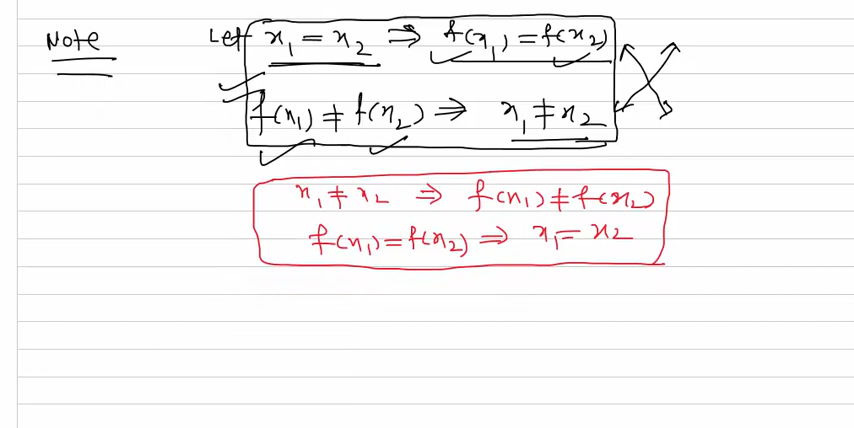 Note Let x₁ = x₂ ⇒ f(x₁) = f(x₂)
f(x₁) ≠ f(x₂) ⇒ x₁ ≠ x₂
x₁ ≠ x₂ ⇒ f(x₁) ≠ f(x₂)
f(x₁) = f(x₂) ⇒ x₁ = x₂